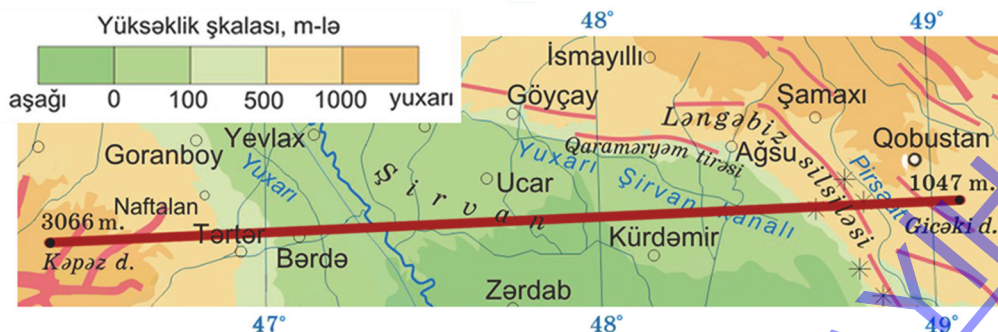 Yüksəklik şkalası, m-lə
aşağı 0 100 500 1000 yuxarı
48° 49°
İsmayıllı
Göyçay
Şamaxı
Ləngəbiz silsiləsi
Yevlax
Goranboy
Yuxarı
Qaraməryəm tirəsi
Ağsu
Qobustan
Yuxarı Şirvan kanalı
Pirsaat
Şirvan
Ucar
1047 m.
Naftalan
3066 m.
Gicəki d.
Tərtər
Kürdəmir
Kəpəz d.
Bərdə
Zərdab
47° 48° 49°